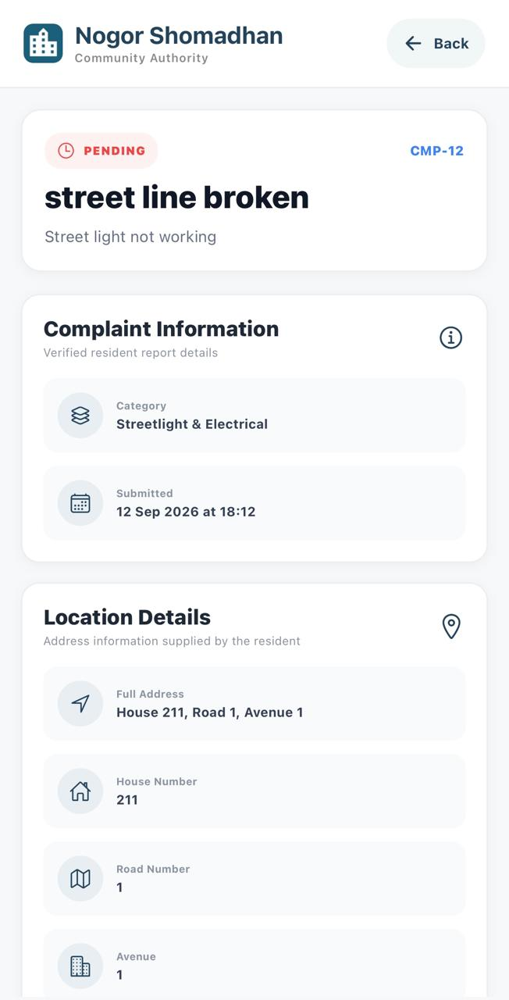 Nogor Shomadhan
Community Authority
Back
PENDING
CMP-12
street line broken
Street light not working
Complaint Information
Verified resident report details
Category
Streetlight & Electrical
Submitted
12 Sep 2026 at 18:12
Location Details
Address information supplied by the resident
Full Address
House 211, Road 1, Avenue 1
House Number
211
Road Number
1
Avenue
1